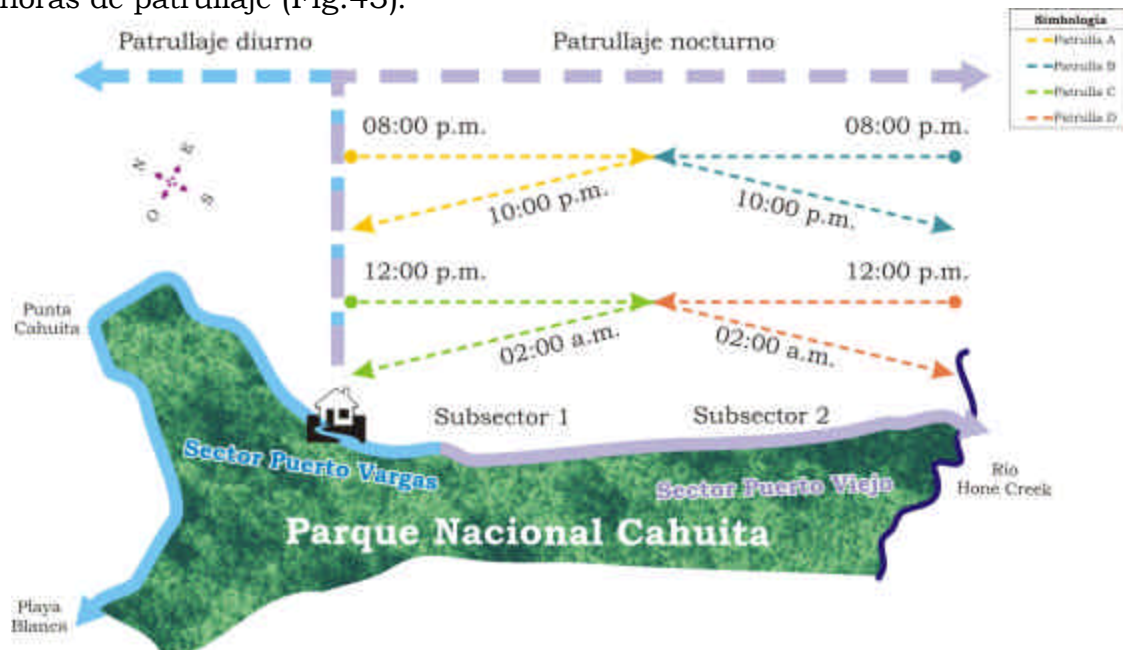 horas de patrullaje (Fig.43).
Patrullaje diurno
Patrullaje nocturno
Simbología
Patrulla A
Patrulla B
Patrulla C
Patrulla D
08:00 p.m.
08:00 p.m.
10:00 p.m.
10:00 p.m.
N
E
S
O
12:00 p.m.
12:00 p.m.
02:00 a.m.
02:00 a.m.
Punta
Cahuita
Subsector 1
Subsector 2
Sector Puerto Vargas
Sector Puerto Viejo
Río
Hone Creek
Parque Nacional Cahuita
Playa
Blanca